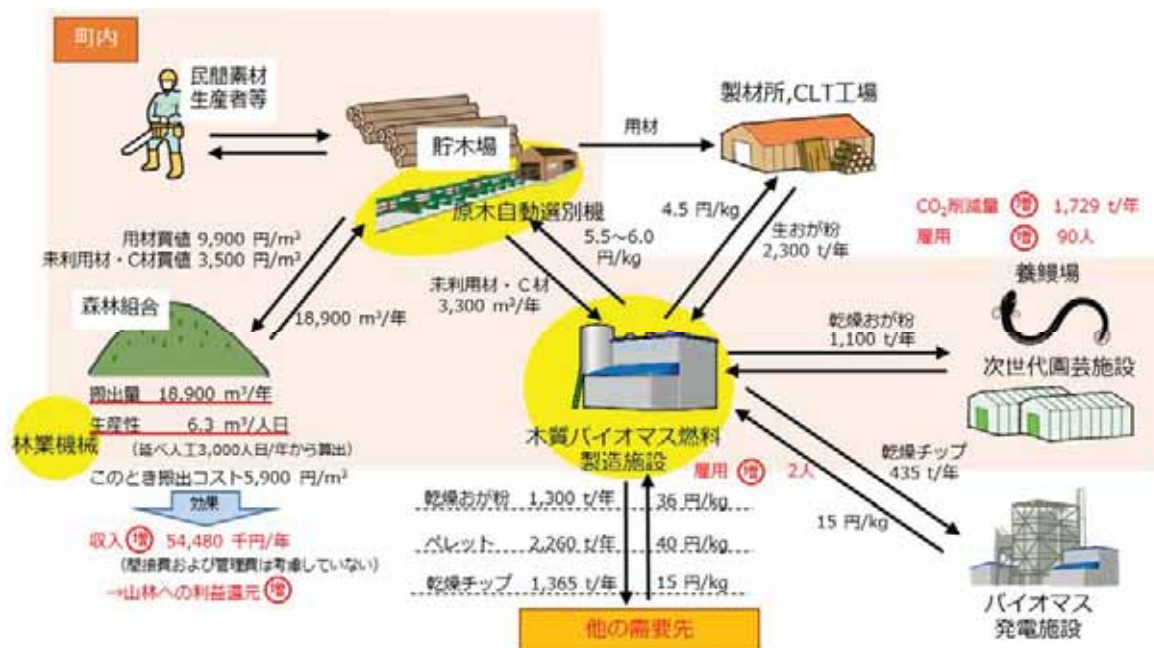 町内
民間素材
生産者等
貯木場
原木自動選別機
用材
製材所,CLT工場
4.5 円/kg
生おが粉
2,300 t/年
CO₂削減量 増 1,729 t/年
雇用 増 90人
用材買値 9,900 円/m³
未利用材・C材買値 3,500 円/m³
18,900 m³/年
5.5～6.0
円/kg
未利用材・C材
3,300 m³/年
森林組合
搬出量 18,900 m³/年
生産性 6.3 m³/人日
(延べ人工3,000人日/年から算出)
林業機械
このとき搬出コスト5,900 円/m³
効果
収入 増 54,480 千円/年
(間接費および管理費は考慮していない)
→山林への利益還元 増
木質バイオマス燃料
製造施設
雇用 増 2人
乾燥おが粉
1,100 t/年
養鰻場
次世代園芸施設
乾燥チップ
435 t/年
15 円/kg
バイオマス
発電施設
乾燥おが粉 1,300 t/年 36 円/kg
ペレット 2,260 t/年 40 円/kg
乾燥チップ 1,365 t/年 15 円/kg
他の需要先